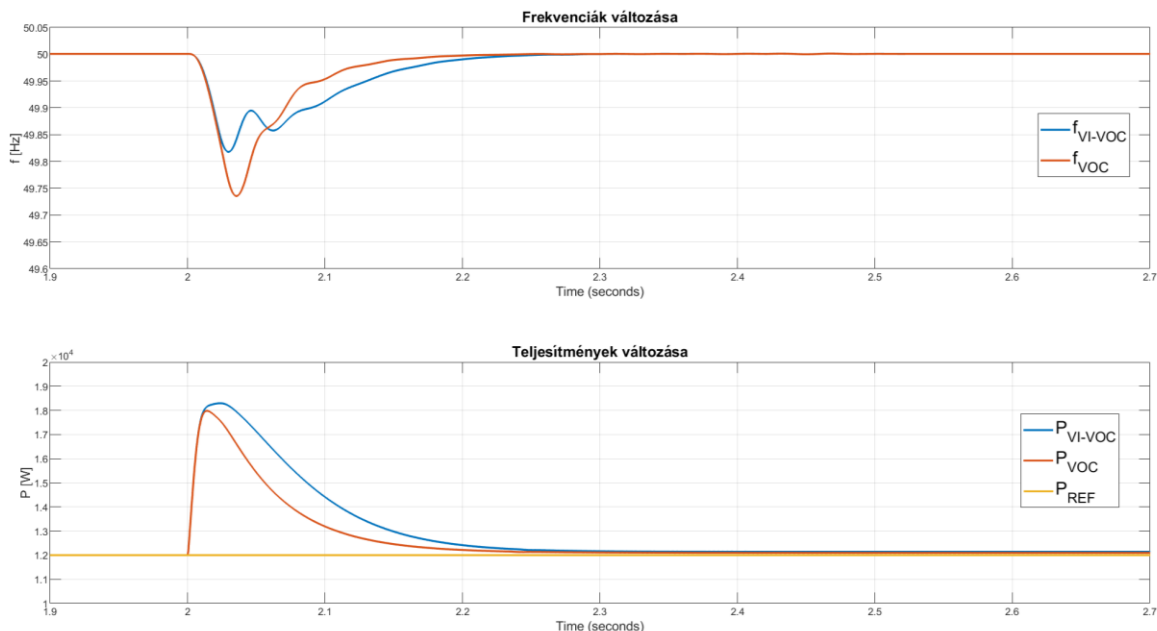 Frekvenciák változása
50.05
50
49.95
49.9
49.85
49.8
49.75
49.7
49.65
49.6
f [Hz]
f_VI-VOC
f_VOC
1.9 2 2.1 2.2 2.3 2.4 2.5 2.6 2.7
Time (seconds)
Teljesítmények változása
×10^4
2
1.9
1.8
1.7
1.6
1.5
1.4
1.3
1.2
1.1
1
P [W]
P_VI-VOC
P_VOC
P_REF
1.9 2 2.1 2.2 2.3 2.4 2.5 2.6 2.7
Time (seconds)